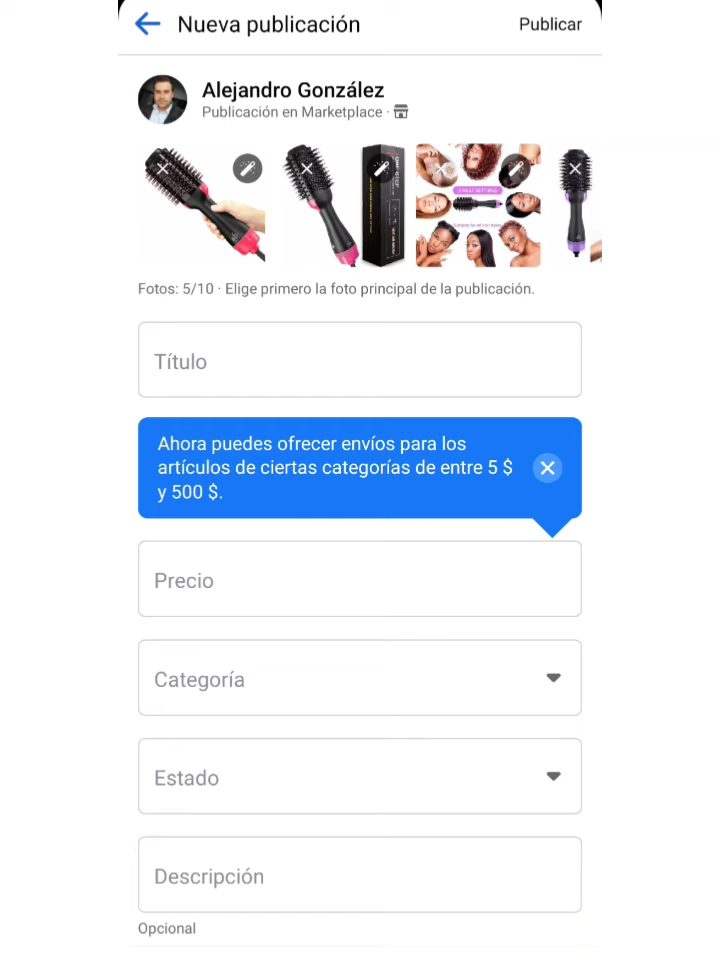 Nueva publicación
Publicar
Alejandro González
Publicación en Marketplace ·
Fotos: 5/10 · Elige primero la foto principal de la publicación.
Título
Ahora puedes ofrecer envíos para los
artículos de ciertas categorías de entre 5 $
y 500 $.
Precio
Categoría
Estado
Descripción
Opcional